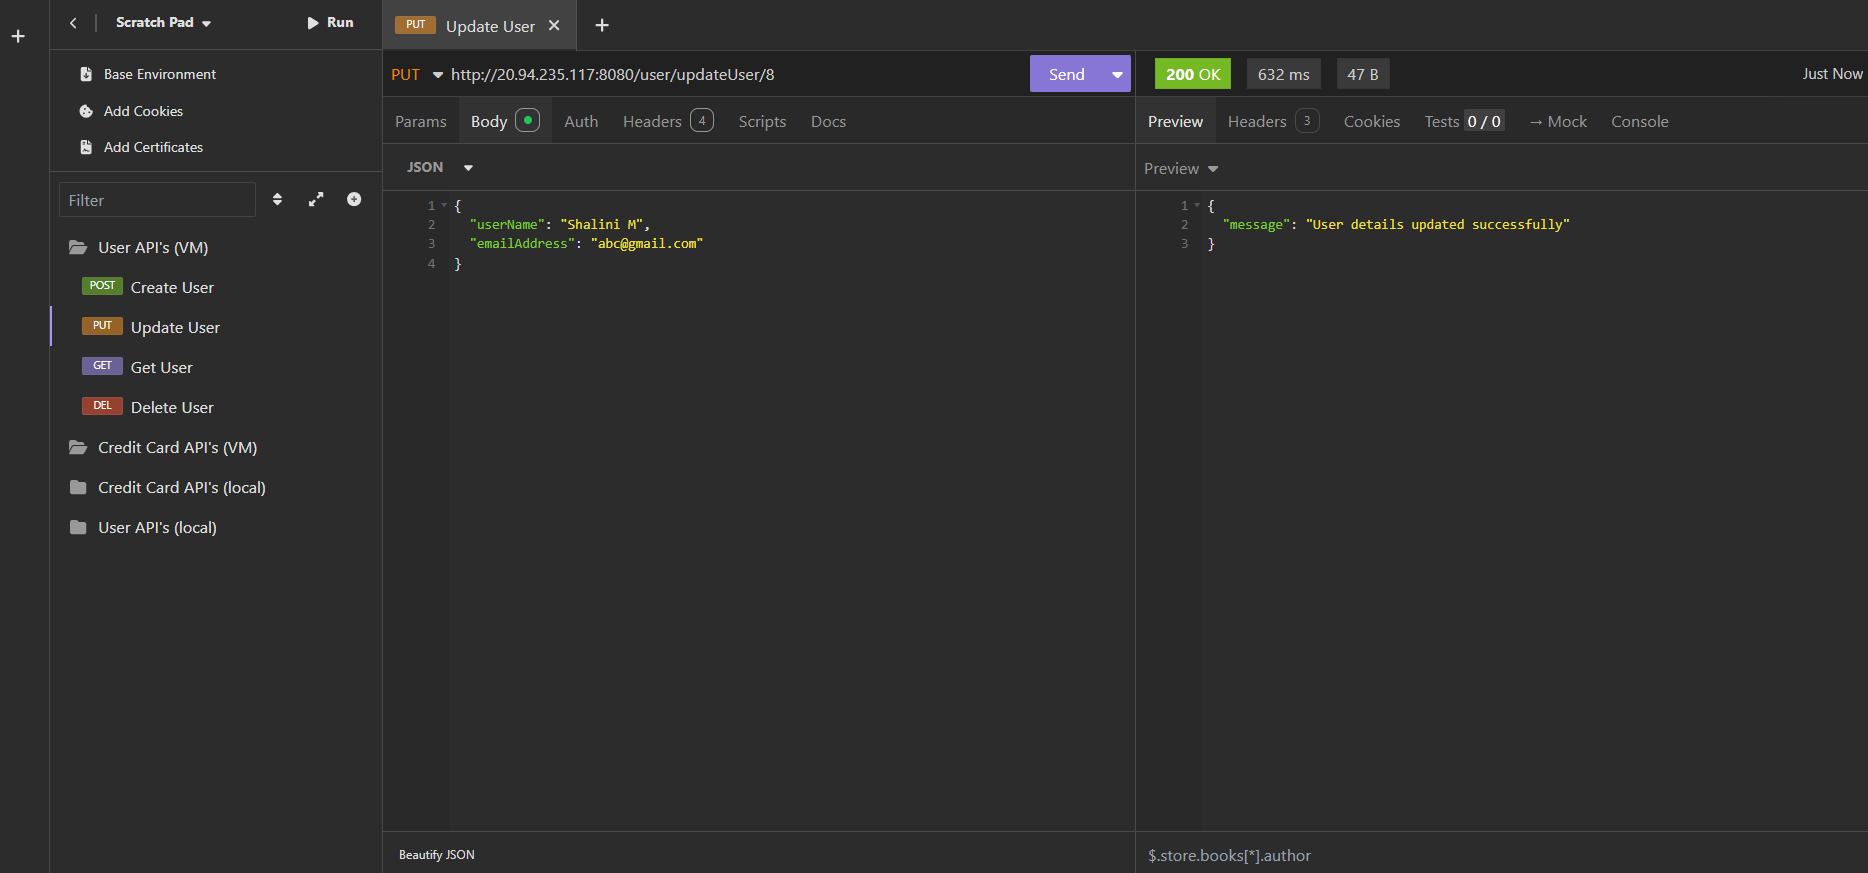 Scratch Pad
Run
Base Environment
Add Cookies
Add Certificates
Filter
User API's (VM)
POST Create User
PUT Update User
GET Get User
DEL Delete User
Credit Card API's (VM)
Credit Card API's (local)
User API's (local)
PUT Update User
PUT http://20.94.235.117:8080/user/updateUser/8 Send
Params Body Auth Headers 4 Scripts Docs
JSON
1 {
2 "userName": "Shalini M",
3 "emailAddress": "abc@gmail.com"
4 }
Beautify JSON
200 OK 632 ms 47 B Just Now
Preview Headers 3 Cookies Tests 0 / 0 → Mock Console
Preview
1 {
2 "message": "User details updated successfully"
3 }
$.store.books[*].author